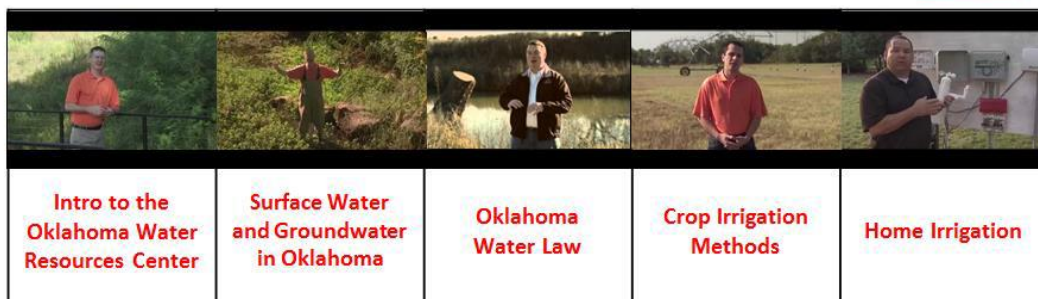 Intro to the
Oklahoma Water
Resources Center
Surface Water
and Groundwater
in Oklahoma
Oklahoma
Water Law
Crop Irrigation
Methods
Home Irrigation